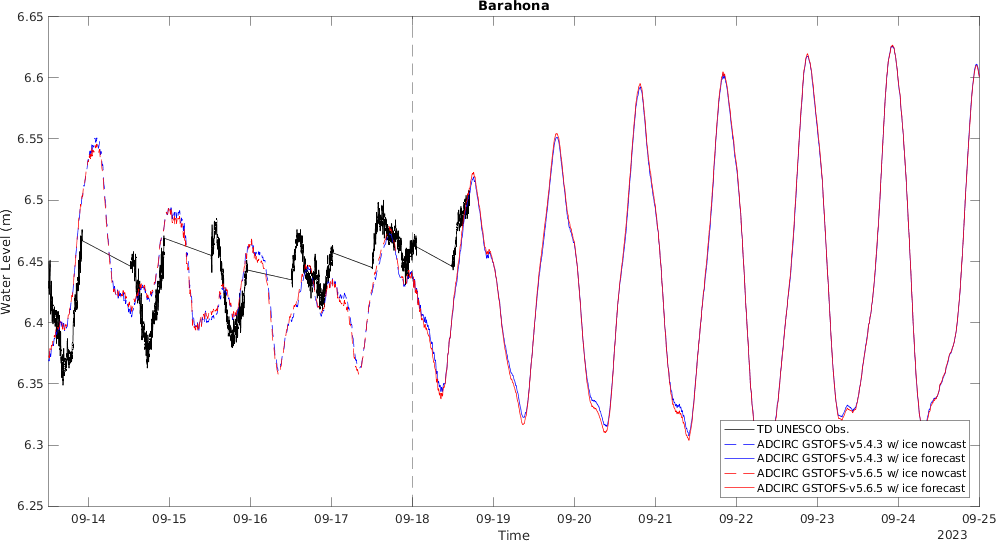 Barahona
6.65
6.6
6.55
6.5
6.45
6.4
6.35
6.3
6.25
Water Level (m)
TD UNESCO Obs.
ADCIRC GSTOFS-v5.4.3 w/ ice nowcast
ADCIRC GSTOFS-v5.4.3 w/ ice forecast
ADCIRC GSTOFS-v5.6.5 w/ ice nowcast
ADCIRC GSTOFS-v5.6.5 w/ ice forecast
09-14 09-15 09-16 09-17 09-18 09-19 09-20 09-21 09-22 09-23 09-24 09-25
Time
2023